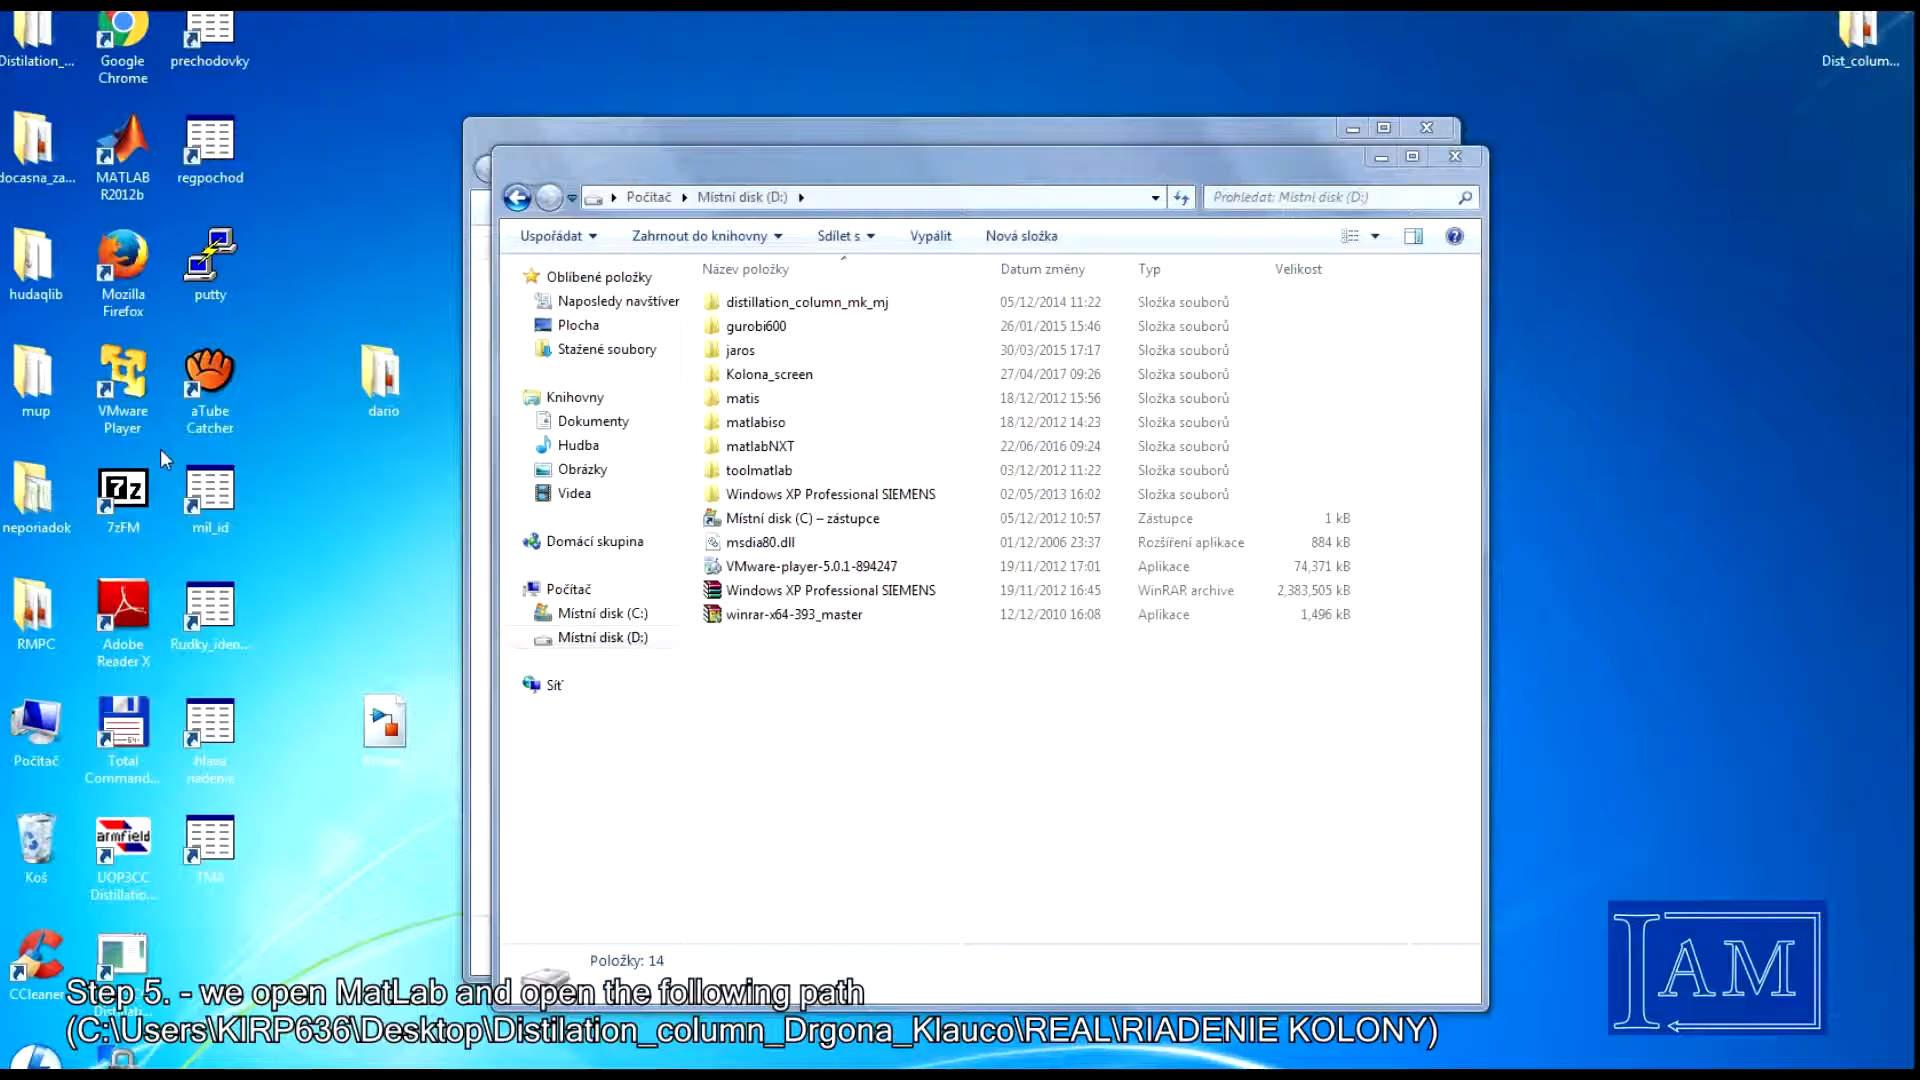 Distilation_...
Google
Chrome
prechodovky
Dist_colum...
docasna_za...
MATLAB
R2012b
regpochod
hudaqlib
Mozilla
Firefox
putty
mup
VMware
Player
aTube
Catcher
dario
neporiadok
7zFM
mil_id
RMPC
Adobe
Reader X
Rudky_iden...
Počítač
Total
Command...
hlava
riadenie
Koš
armfield
UOP3CC
Distillatio...
TMA
CCleaner
Počítač
Místní disk (D:)
Prohledat: Místní disk (D:)
Uspořádat
Zahrnout do knihovny
Sdílet s
Vypálit
Nová složka
Oblíbené položky
Naposledy navštíver
Plocha
Stažené soubory
Knihovny
Dokumenty
Hudba
Obrázky
Videa
Domácí skupina
Počítač
Místní disk (C:)
Místní disk (D:)
Síť
Název položky Datum změny Typ Velikost
distillation_column_mk_mj 05/12/2014 11:22 Složka souborů
gurobi600 26/01/2015 15:46 Složka souborů
jaros 30/03/2015 17:17 Složka souborů
Kolona_screen 27/04/2017 09:26 Složka souborů
matis 18/12/2012 15:56 Složka souborů
matlabiso 18/12/2012 14:23 Složka souborů
matlabNXT 22/06/2016 09:24 Složka souborů
toolmatlab 03/12/2012 11:22 Složka souborů
Windows XP Professional SIEMENS 02/05/2013 16:02 Složka souborů
Místní disk (C) – zástupce 05/12/2012 10:57 Zástupce 1 kB
msdia80.dll 01/12/2006 23:37 Rozšíření aplikace 884 kB
VMware-player-5.0.1-894247 19/11/2012 17:01 Aplikace 74,371 kB
Windows XP Professional SIEMENS 19/11/2012 16:45 WinRAR archive 2,383,505 kB
winrar-x64-393_master 12/12/2010 16:08 Aplikace 1,496 kB
Položky: 14
Step 5. - we open MatLab and open the following path
(C:\Users\KIRP636\Desktop\Distilation_column_Drgona_Klauco\REAL\RIADENIE KOLONY)
IAM